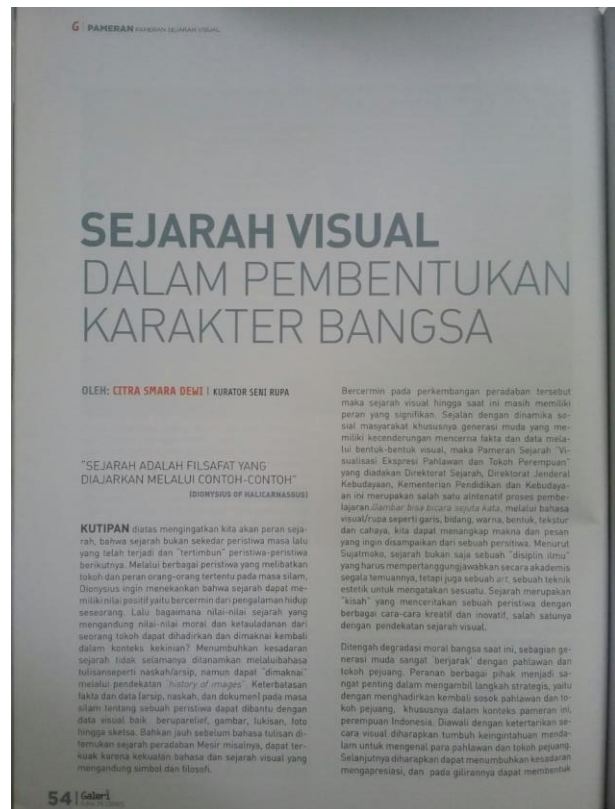 G | PAMERAN PAMERAN SEJARAH VISUAL
SEJARAH VISUAL
DALAM PEMBENTUKAN
KARAKTER BANGSA
OLEH: CITRA SMARA DEWI | KURATOR SENI RUPA
"SEJARAH ADALAH FILSAFAT YANG
DIAJARKAN MELALUI CONTOH-CONTOH"
(DIONYSIUS OF HALICARNASSUS)
KUTIPAN diatas mengingatkan kita akan peran seja-
rah, bahwa sejarah bukan sekedar peristiwa masa lalu
yang telah terjadi dan "tertimbun" peristiwa-peristiwa
berikutnya. Melalui berbagai peristiwa yang melibatkan
tokoh dan peran orang-orang tertentu pada masa silam,
Dionysius ingin menekankan bahwa sejarah dapat me-
miliki nilai positif yaitu bercermin dari pengalaman hidup
seseorang. Lalu bagaimana nilai-nilai sejarah yang
mengandung nilai-nilai moral dan ketauladanan dari
seorang tokoh dapat dihadirkan dan dimaknai kembali
dalam konteks kekinian? Menumbuhkan kesadaran
sejarah tidak selamanya ditanamkan melaluibahasa
tulisanseperti naskah/arsip, namun dapat "dimaknai"
melalui pendekatan "history of images". Keterbatasan
fakta dan data (arsip, naskah, dan dokumen) pada masa
silam tentang sebuah peristiwa dapat dibantu dengan
data visual baik beruparelief, gambar, lukisan, foto
hingga sketsa. Bahkan jauh sebelum bahasa tulisan di-
temukan sejarah peradaban Mesir misalnya, dapat ter-
kuak karena kekuatan bahasa dan sejarah visual yang
mengandung simbol dan filosofi.
Bercermin pada perkembangan peradaban tersebut
maka sejarah visual hingga saat ini masih memiliki
peran yang signifikan. Sejalan dengan dinamika so-
sial masyarakat khususnya generasi muda yang me-
miliki kecenderungan mencerna fakta dan data mela-
lui bentuk-bentuk visual, maka Pameran Sejarah "Vi-
sualisasi Ekspresi Pahlawan dan Tokoh Perempuan"
yang diadakan Direktorat Sejarah, Direktorat Jenderal
Kebudayaan, Kementerian Pendidikan dan Kebudaya-
an ini merupakan salah satu alntenatif proses pembe-
lajaran.Gambar bisa bicara sejuta kata, melalui bahasa
visual/rupa seperti garis, bidang, warna, bentuk, tekstur
dan cahaya, kita dapat menangkap makna dan pesan
yang ingin disampaikan dari sebuah persitiwa. Menurut
Sujatmoko, sejarah bukan saja sebuah "disiplin ilmu"
yang harus mempertanggungjawabkan secara akademis
segala temuannya, tetapi juga sebuah art, sebuah teknik
estetik untuk mengatakan sesuatu. Sejarah merupakan
"kisah" yang menceritakan sebuah peristiwa dengan
berbagai cara-cara kreatif dan inovatif, salah satunya
dengan pendekatan sejarah visual.
Ditengah degradasi moral bangsa saat ini, sebagian ge-
nerasi muda sangat 'berjarak' dengan pahlawan dan
tokoh pejuang. Peranan berbagai pihak menjadi sa-
ngat penting dalam mengambil langkah strategis, yaitu
dengan menghadirkan kembali sosok pahlawan dan to-
koh pejuang, khususnya dalam konteks pameran ini,
perempuan Indonesia. Diawali dengan ketertarikan se-
cara visual diharapkan tumbuh keingintahuan menda-
lam untuk mengenal para pahlawan dan tokoh pejuang.
Selanjutnya diharapkan dapat menumbuhkan kesadaran
mengapresiasi, dan pada gilirannya dapat membentuk
54 | Galeri